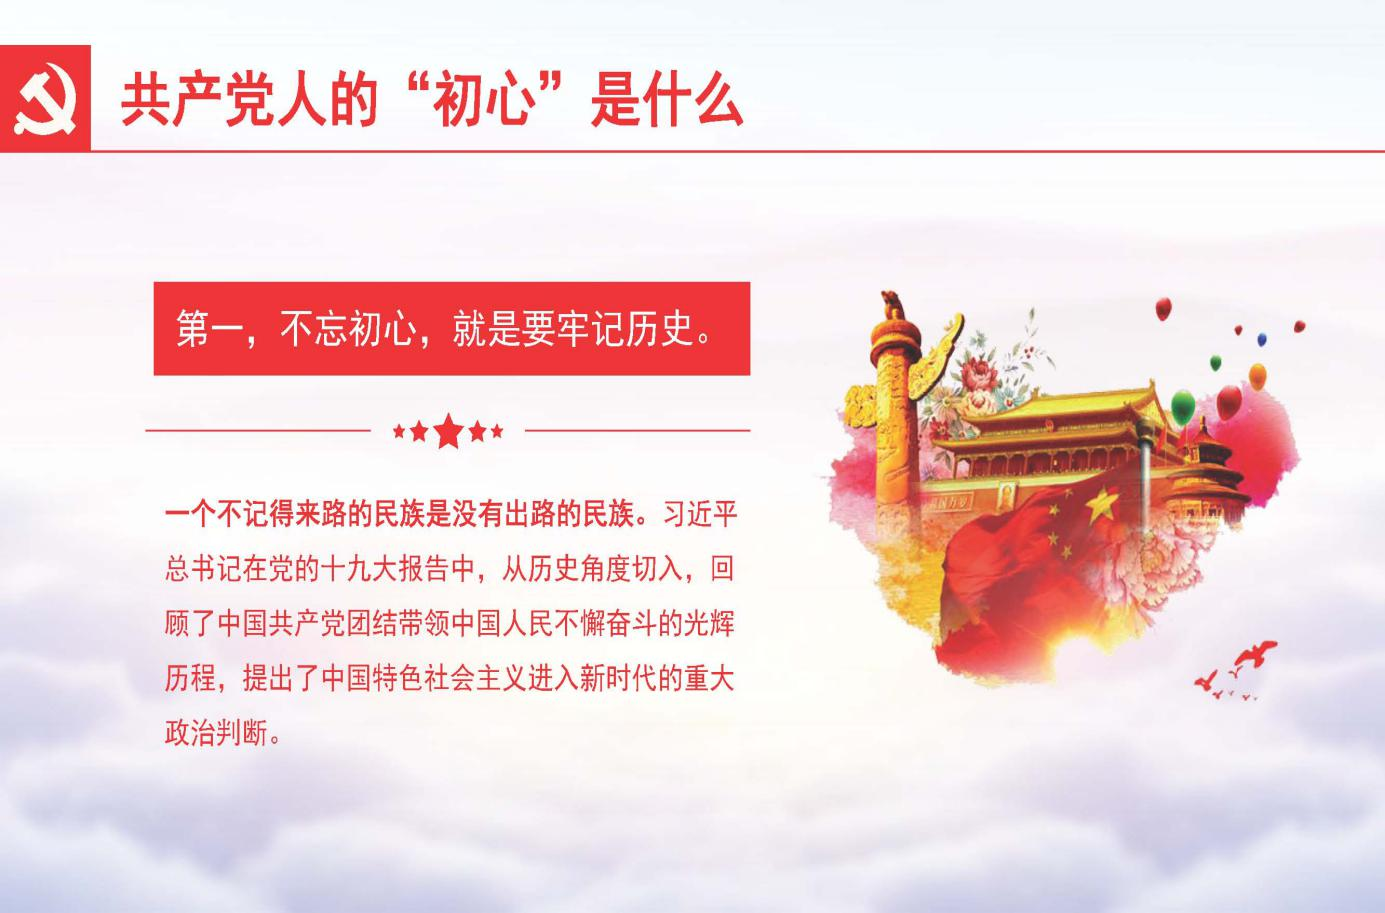 共产党人的“初心”是什么
第一，不忘初心，就是要牢记历史。
一个不记得来路的民族是没有出路的民族。习近平
总书记在党的十九大报告中，从历史角度切入，回
顾了中国共产党团结带领中国人民不懈奋斗的光辉
历程，提出了中国特色社会主义进入新时代的重大
政治判断。